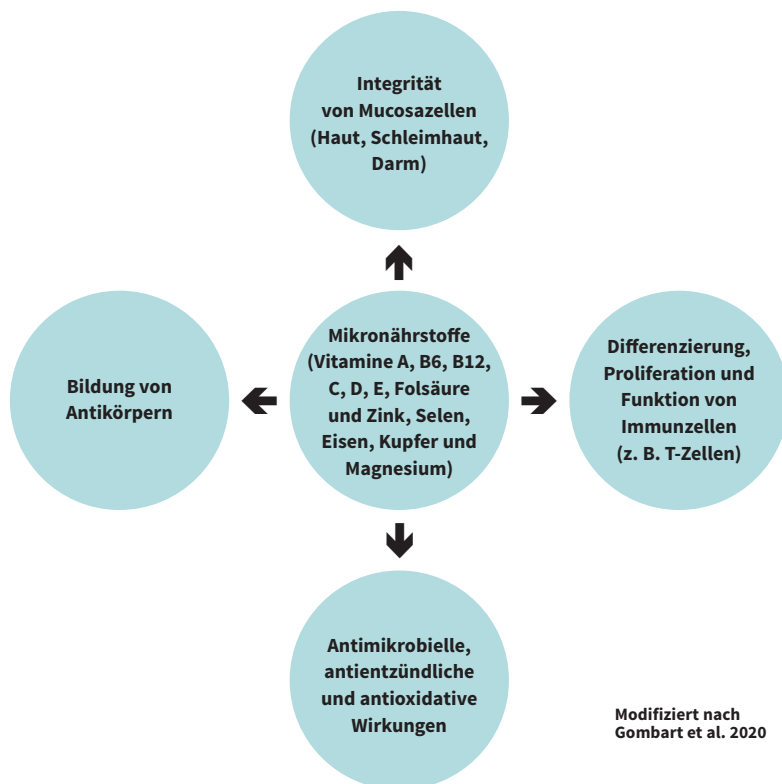 Integrität
von Mucosazellen
(Haut, Schleimhaut,
Darm)
Bildung von
Antikörpern
Mikronährstoffe
(Vitamine A, B6, B12,
C, D, E, Folsäure
und Zink, Selen,
Eisen, Kupfer und
Magnesium)
Differenzierung,
Proliferation und
Funktion von
Immunzellen
(z. B. T-Zellen)
Antimikrobielle,
antientzündliche
und antioxidative
Wirkungen
Modifiziert nach
Gombart et al. 2020